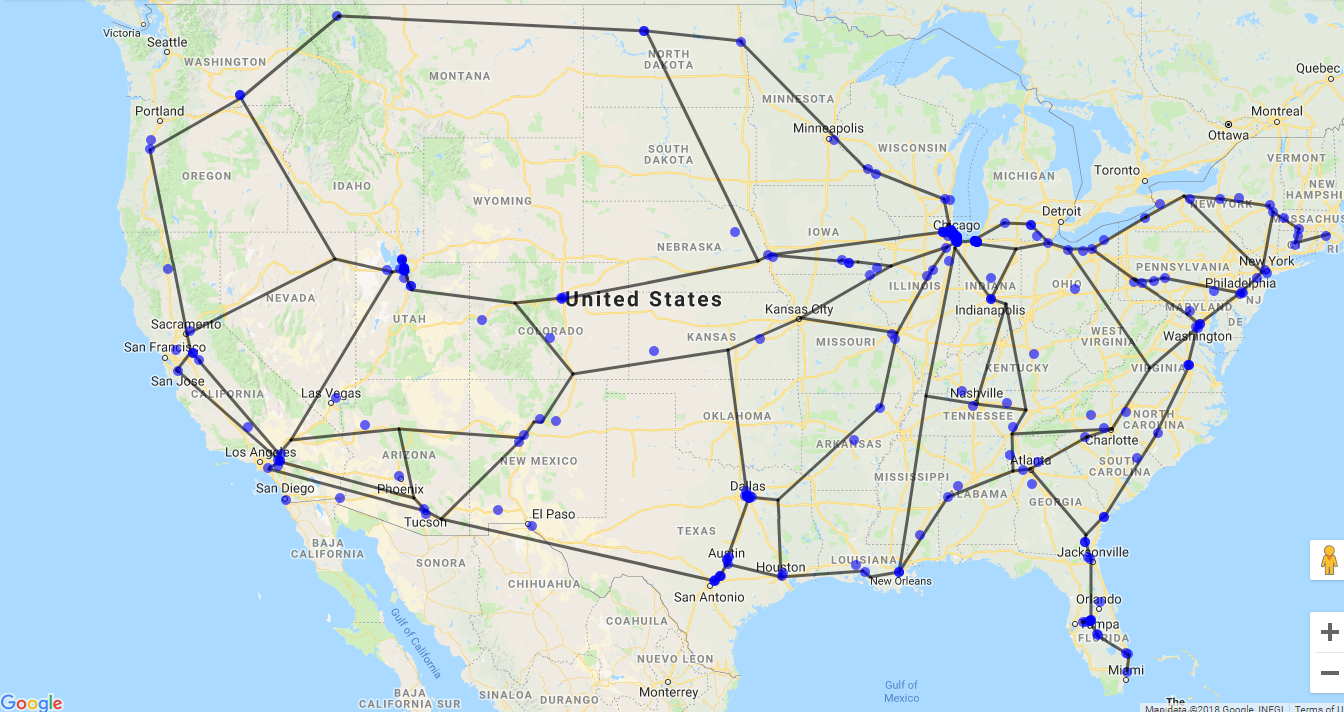 Victoria
Seattle
WASHINGTON
Portland
OREGON
IDAHO
MONTANA
WYOMING
NORTH
DAKOTA
SOUTH
DAKOTA
MINNESOTA
Minneapolis
WISCONSIN
MICHIGAN
Toronto
Detroit
Chicago
Ottawa
Montreal
Quebec
VERMONT
NEW
HAMPSHI
MASSACHUS
RI
NEW YORK
New York
PENNSYLVANIA
Philadelphia
NJ
MARYLAND
DE
Washington
OHIO
INDIANA
Indianapolis
ILLINOIS
IOWA
NEBRASKA
United States
NEVADA
UTAH
COLORADO
KANSAS
Kansas City
MISSOURI
WEST
VIRGINIA
VIRGINIA
KENTUCKY
Nashville
TENNESSEE
NORTH
CAROLINA
Charlotte
SOUTH
CAROLINA
Atlanta
GEORGIA
ALABAMA
MISSISSIPPI
ARKANSAS
OKLAHOMA
Sacramento
San Francisco
San Jose
CALIFORNIA
Las Vegas
Los Angeles
San Diego
ARIZONA
Phoenix
Tucson
NEW MEXICO
El Paso
Dallas
TEXAS
Austin
Houston
San Antonio
LOUISIANA
New Orleans
Jacksonville
Orlando
Tampa
FLORIDA
Miami
BAJA
CALIFORNIA
SONORA
CHIHUAHUA
COAHUILA
NUEVO LEON
Monterrey
Gulf of California
BAJA
CALIFORNIA SUR
SINALOA
DURANGO
Gulf of
Mexico
The
Google
Map data ©2018 Google, INEGI
Terms of U